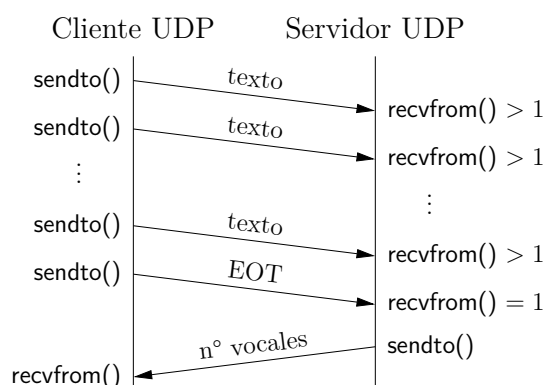 Cliente UDP Servidor UDP
sendto() texto
recvfrom() > 1
sendto() texto
recvfrom() > 1
⋮
⋮
sendto() texto
recvfrom() > 1
sendto() EOT
recvfrom() = 1
n° vocales sendto()
recvfrom()